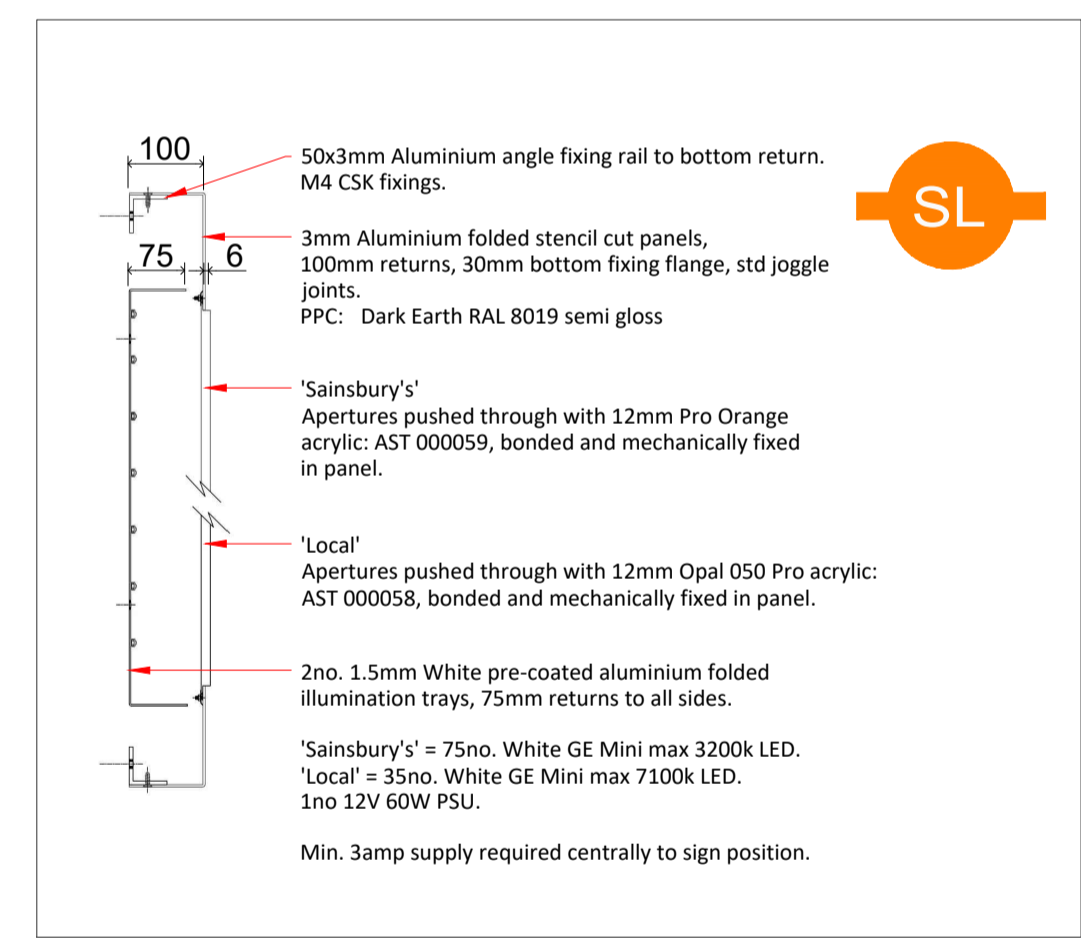 100
50x3mm Aluminium angle fixing rail to bottom return.
M4 CSK fixings.
SL
3mm Aluminium folded stencil cut panels,
100mm returns, 30mm bottom fixing flange, std joggle
joints.
PPC:   Dark Earth RAL 8019 semi gloss
75
6
'Sainsbury's'
Apertures pushed through with 12mm Pro Orange
acrylic: AST 000059, bonded and mechanically fixed
in panel.
'Local'
Apertures pushed through with 12mm Opal 050 Pro acrylic:
AST 000058, bonded and mechanically fixed in panel.
2no. 1.5mm White pre-coated aluminium folded
illumination trays, 75mm returns to all sides.
'Sainsbury's' = 75no. White GE Mini max 3200k LED.
'Local' = 35no. White GE Mini max 7100k LED.
1no 12V 60W PSU.
Min. 3amp supply required centrally to sign position.